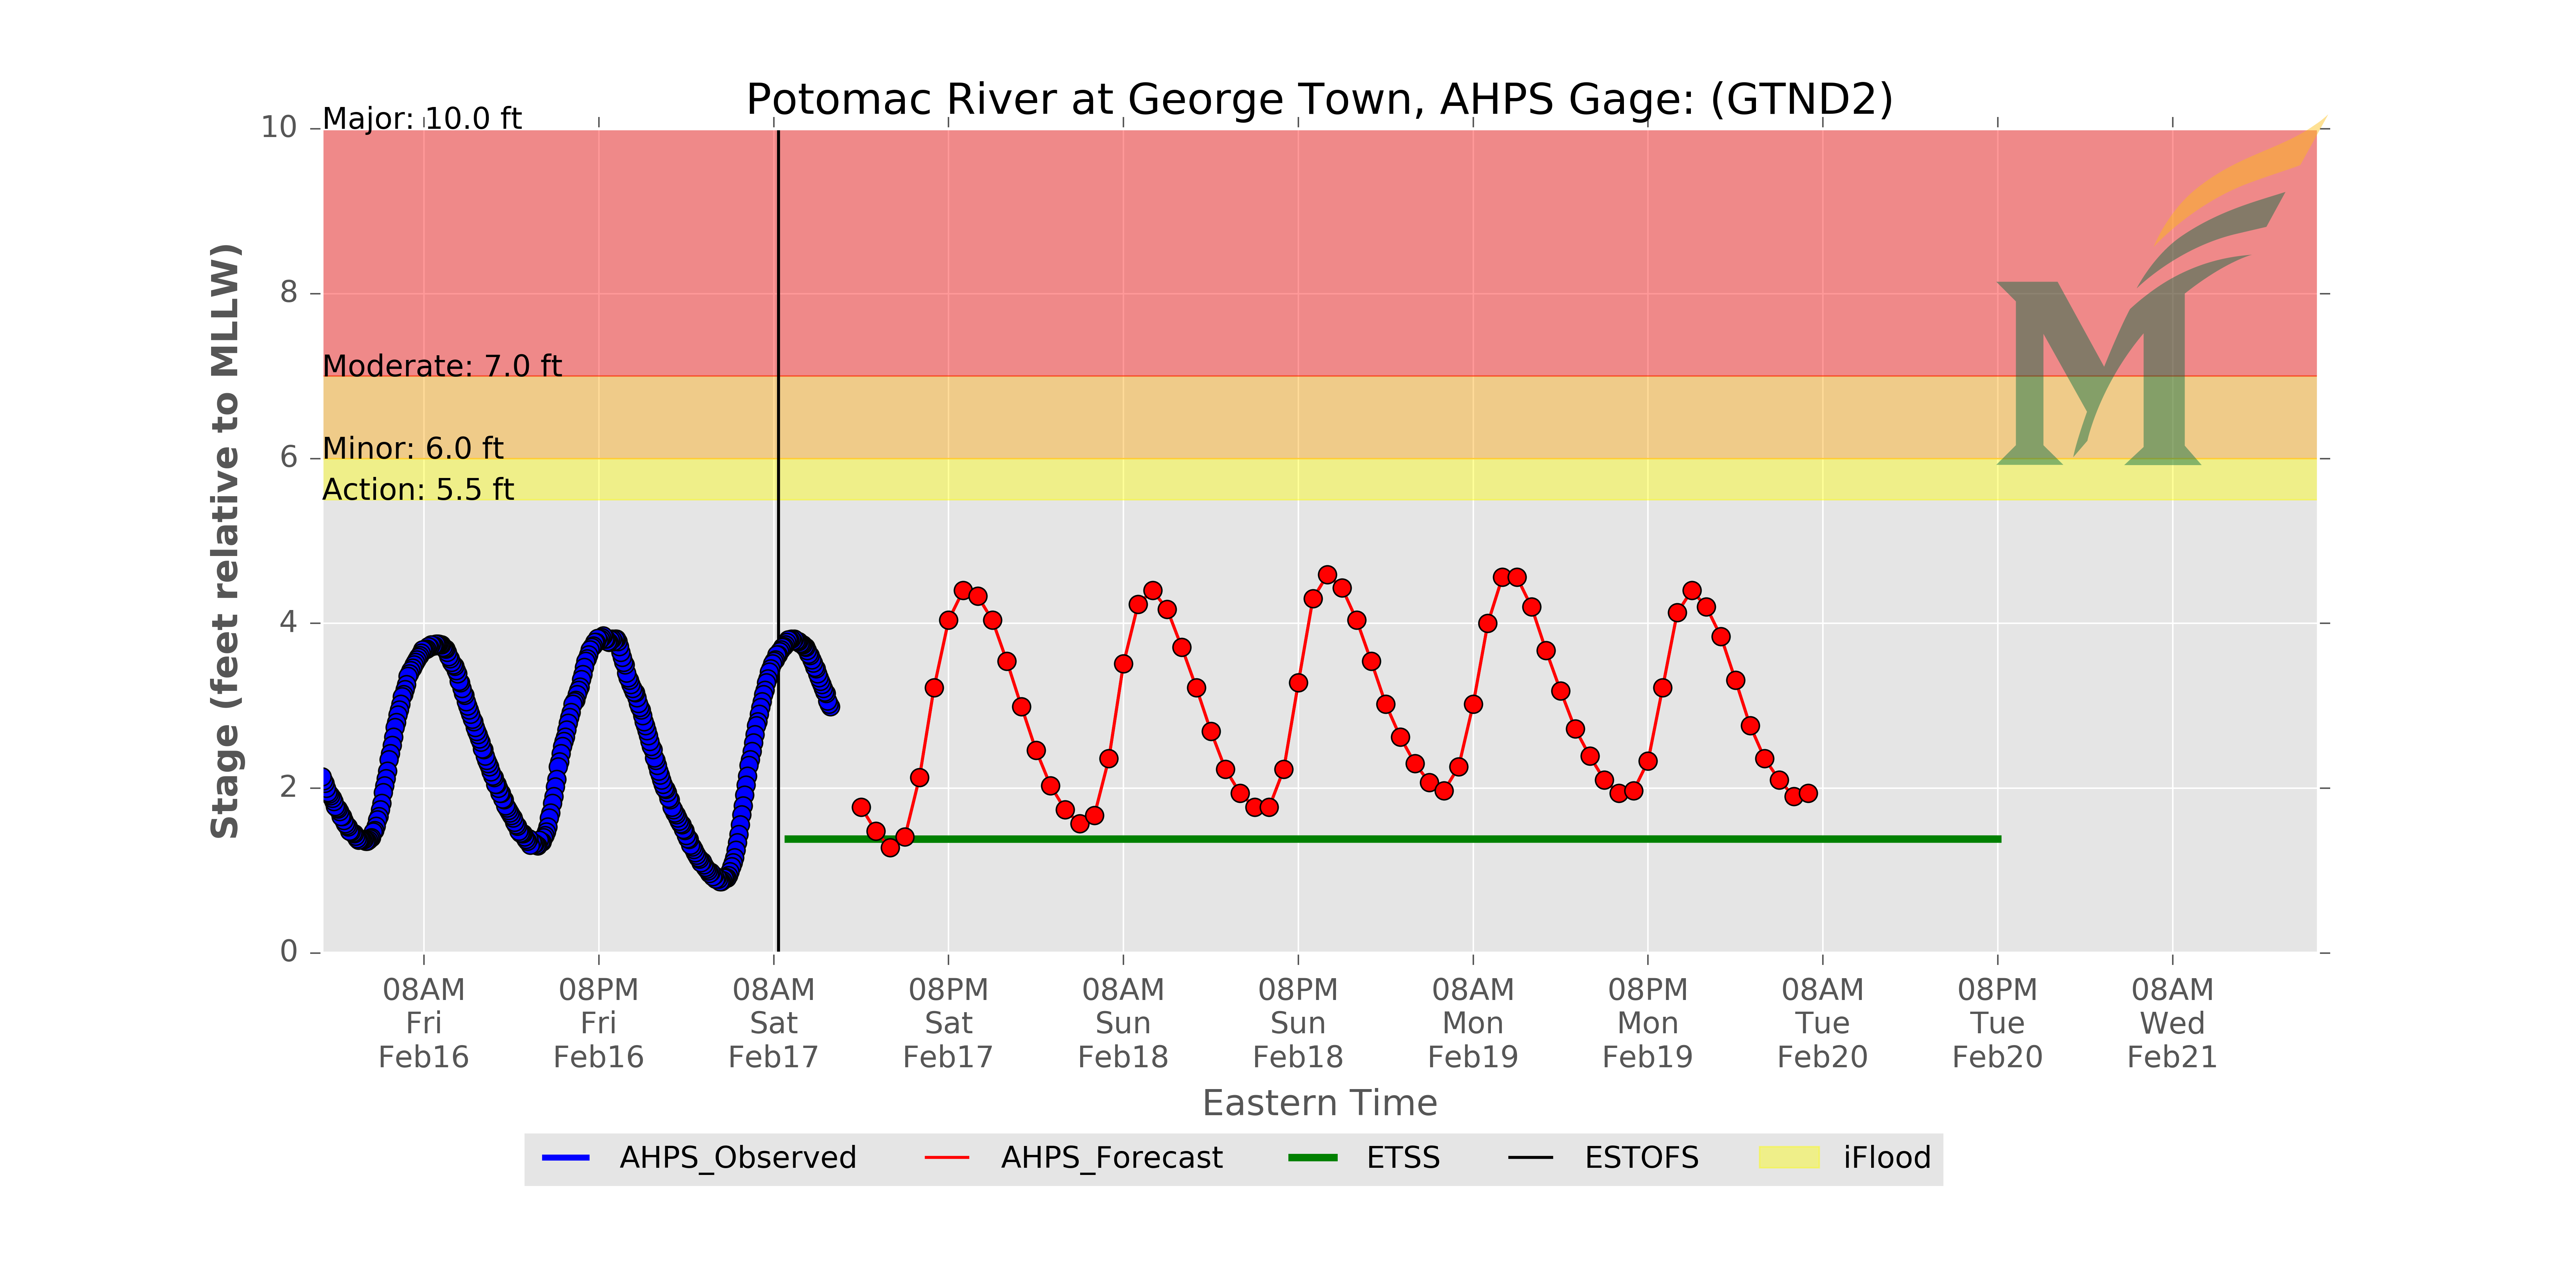 Potomac River at George Town, AHPS Gage: (GTND2)
Major: 10.0 ft
Moderate: 7.0 ft
Minor: 6.0 ft
Action: 5.5 ft
10
8
6
4
2
0
Stage (feet relative to MLLW)
08AM Fri Feb16
08PM Fri Feb16
08AM Sat Feb17
08PM Sat Feb17
08AM Sun Feb18
08PM Sun Feb18
08AM Mon Feb19
08PM Mon Feb19
08AM Tue Feb20
08PM Tue Feb20
08AM Wed Feb21
Eastern Time
AHPS_Observed AHPS_Forecast ETSS ESTOFS iFlood
M